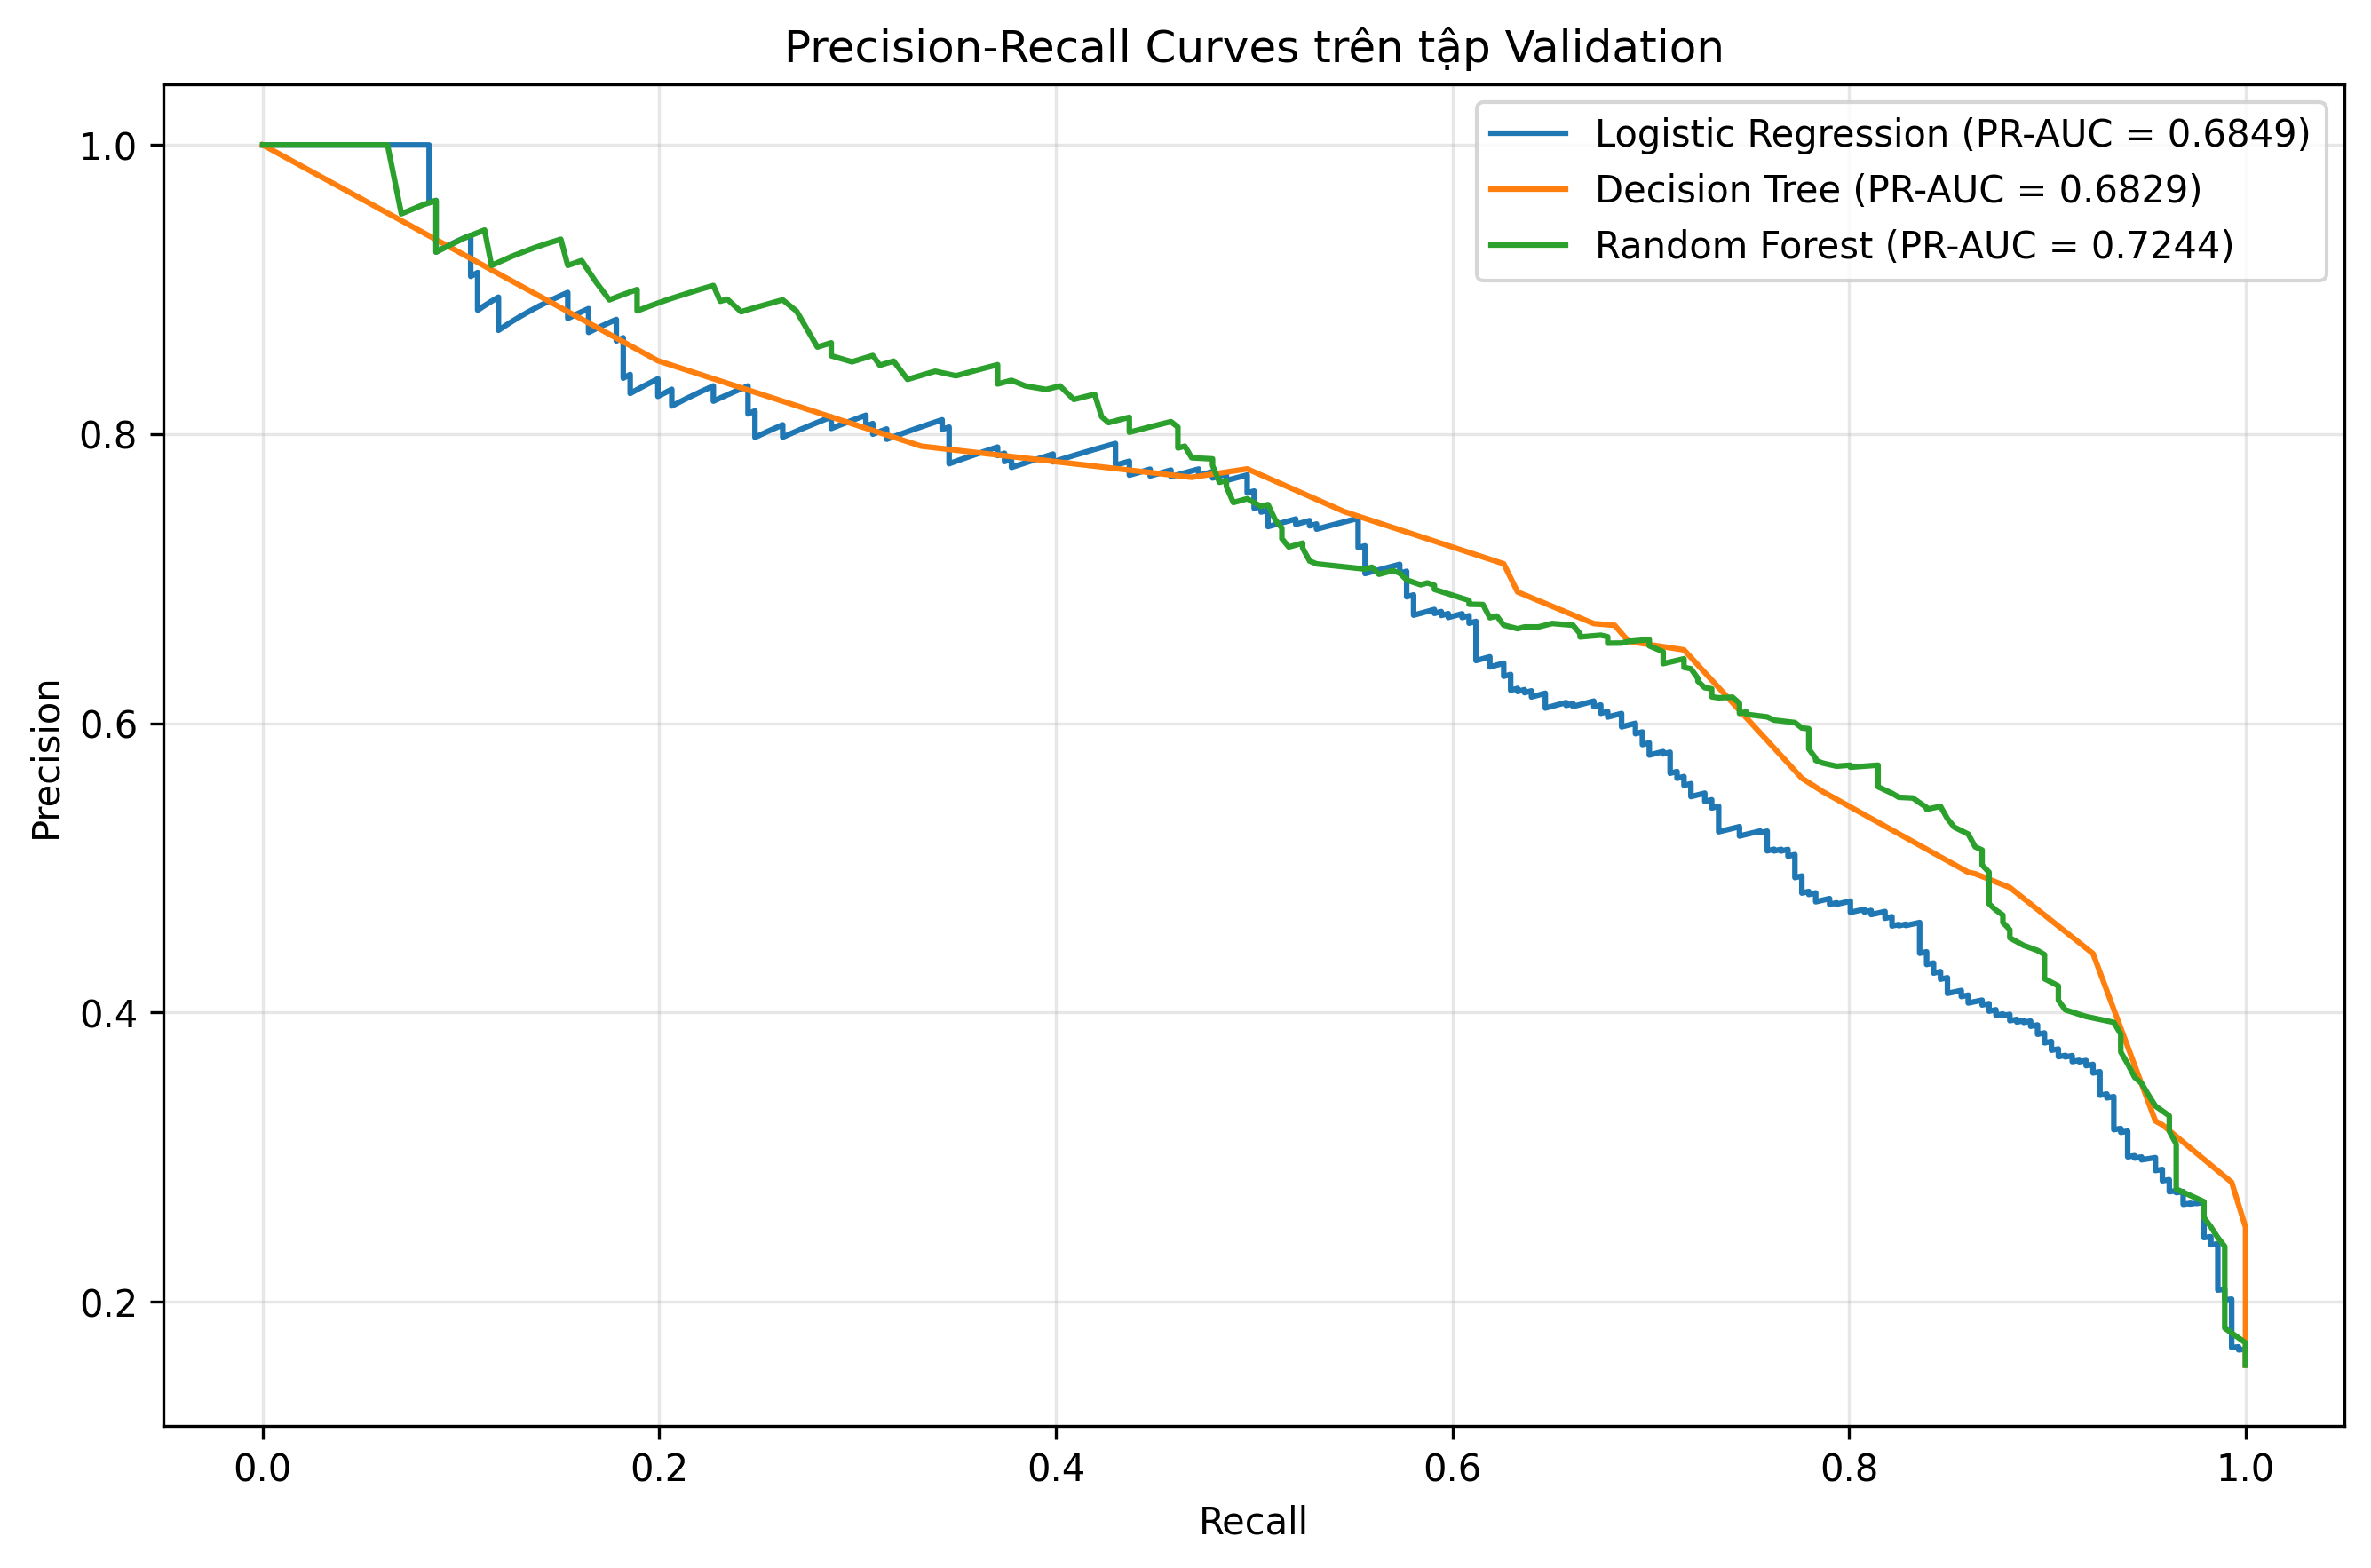 Precision-Recall Curves trên tập Validation
Logistic Regression (PR-AUC = 0.6849)
Decision Tree (PR-AUC = 0.6829)
Random Forest (PR-AUC = 0.7244)
Precision
1.0
0.8
0.6
0.4
0.2
0.0 0.2 0.4 0.6 0.8 1.0
Recall